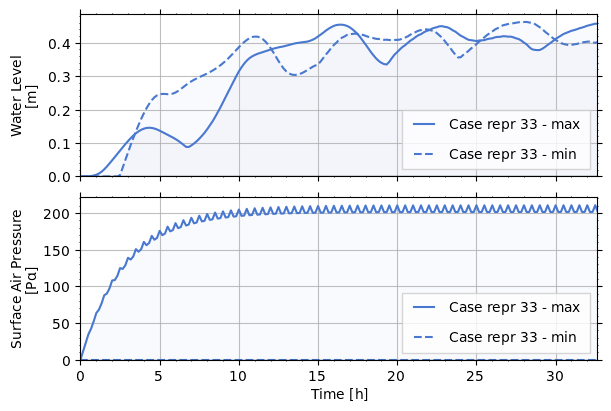 0.4
0.3
0.2
0.1
0.0
Water Level
[m]
Case repr 33 - max
Case repr 33 - min
200
150
100
50
0
Surface Air Pressure
[Pa]
Case repr 33 - max
Case repr 33 - min
0 5 10 15 20 25 30
Time [h]